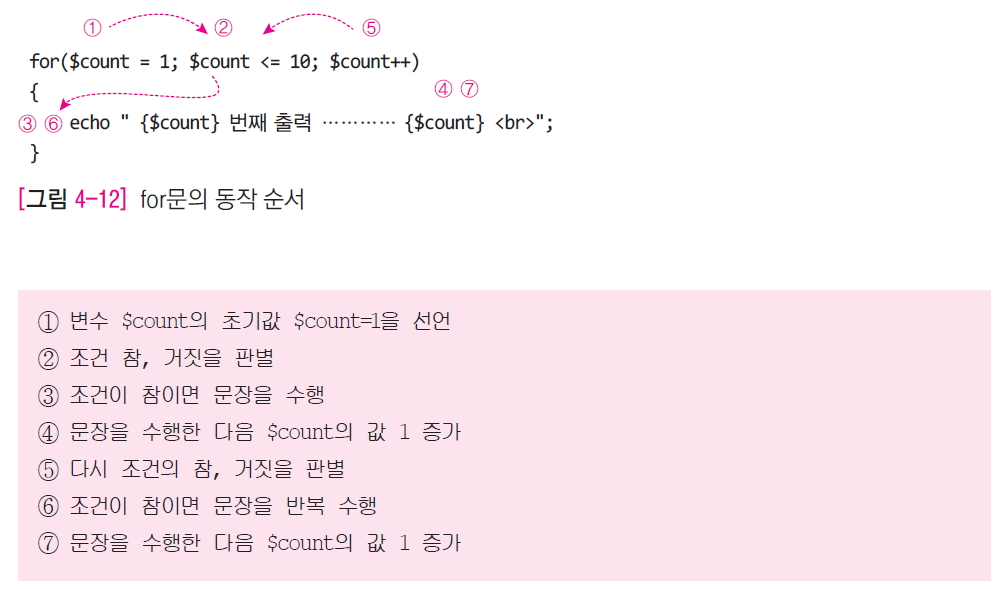 ① ② ⑤
for($count = 1; $count <= 10; $count++)
{ ④ ⑦
③ ⑥ echo " {$count} 번째 출력 ………… {$count} <br>";
}
[그림 4-12] for문의 동작 순서
① 변수 $count의 초기값 $count=1을 선언
② 조건 참, 거짓을 판별
③ 조건이 참이면 문장을 수행
④ 문장을 수행한 다음 $count의 값 1 증가
⑤ 다시 조건의 참, 거짓을 판별
⑥ 조건이 참이면 문장을 반복 수행
⑦ 문장을 수행한 다음 $count의 값 1 증가